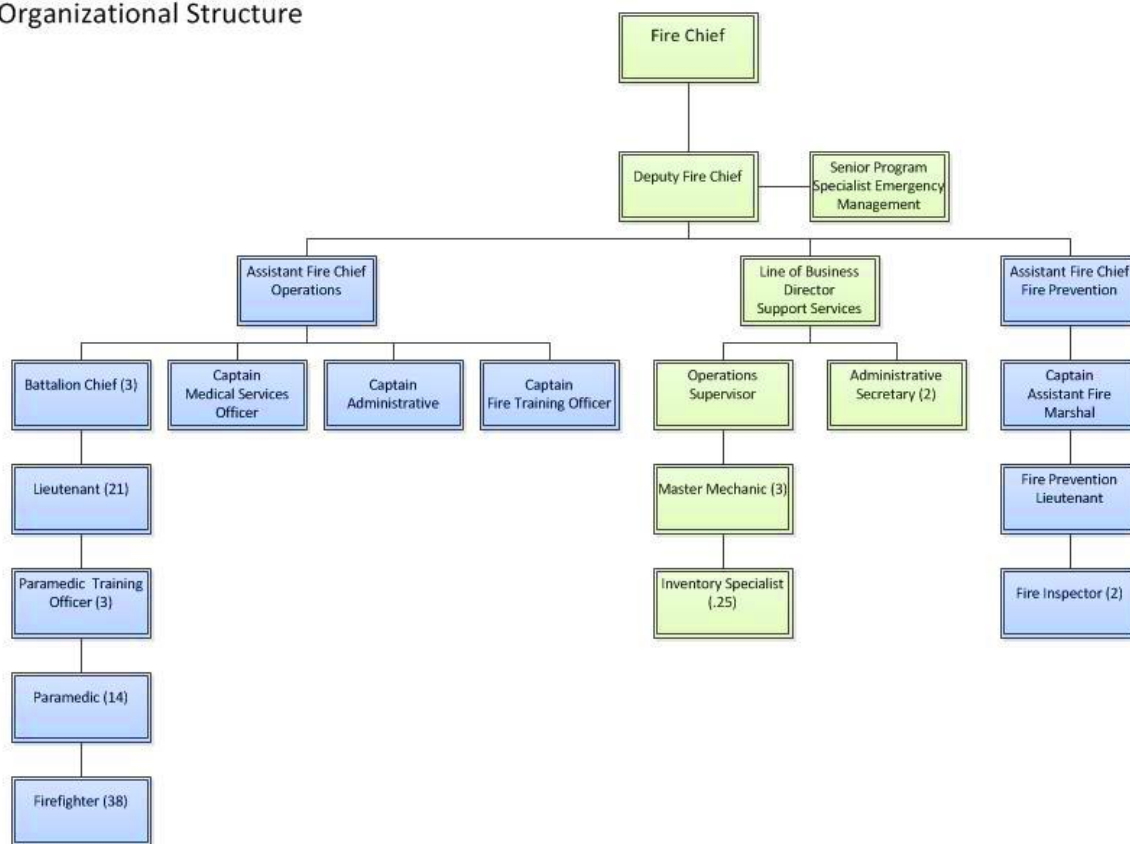 Organizational Structure
Fire Chief
Deputy Fire Chief
Senior Program
Specialist Emergency
Management
Assistant Fire Chief
Operations
Line of Business
Director
Support Services
Assistant Fire Chief
Fire Prevention
Battalion Chief (3)
Captain
Medical Services
Officer
Captain
Administrative
Captain
Fire Training Officer
Operations
Supervisor
Administrative
Secretary (2)
Captain
Assistant Fire
Marshal
Lieutenant (21)
Master Mechanic (3)
Fire Prevention
Lieutenant
Paramedic Training
Officer (3)
Inventory Specialist
(.25)
Fire Inspector (2)
Paramedic (14)
Firefighter (38)